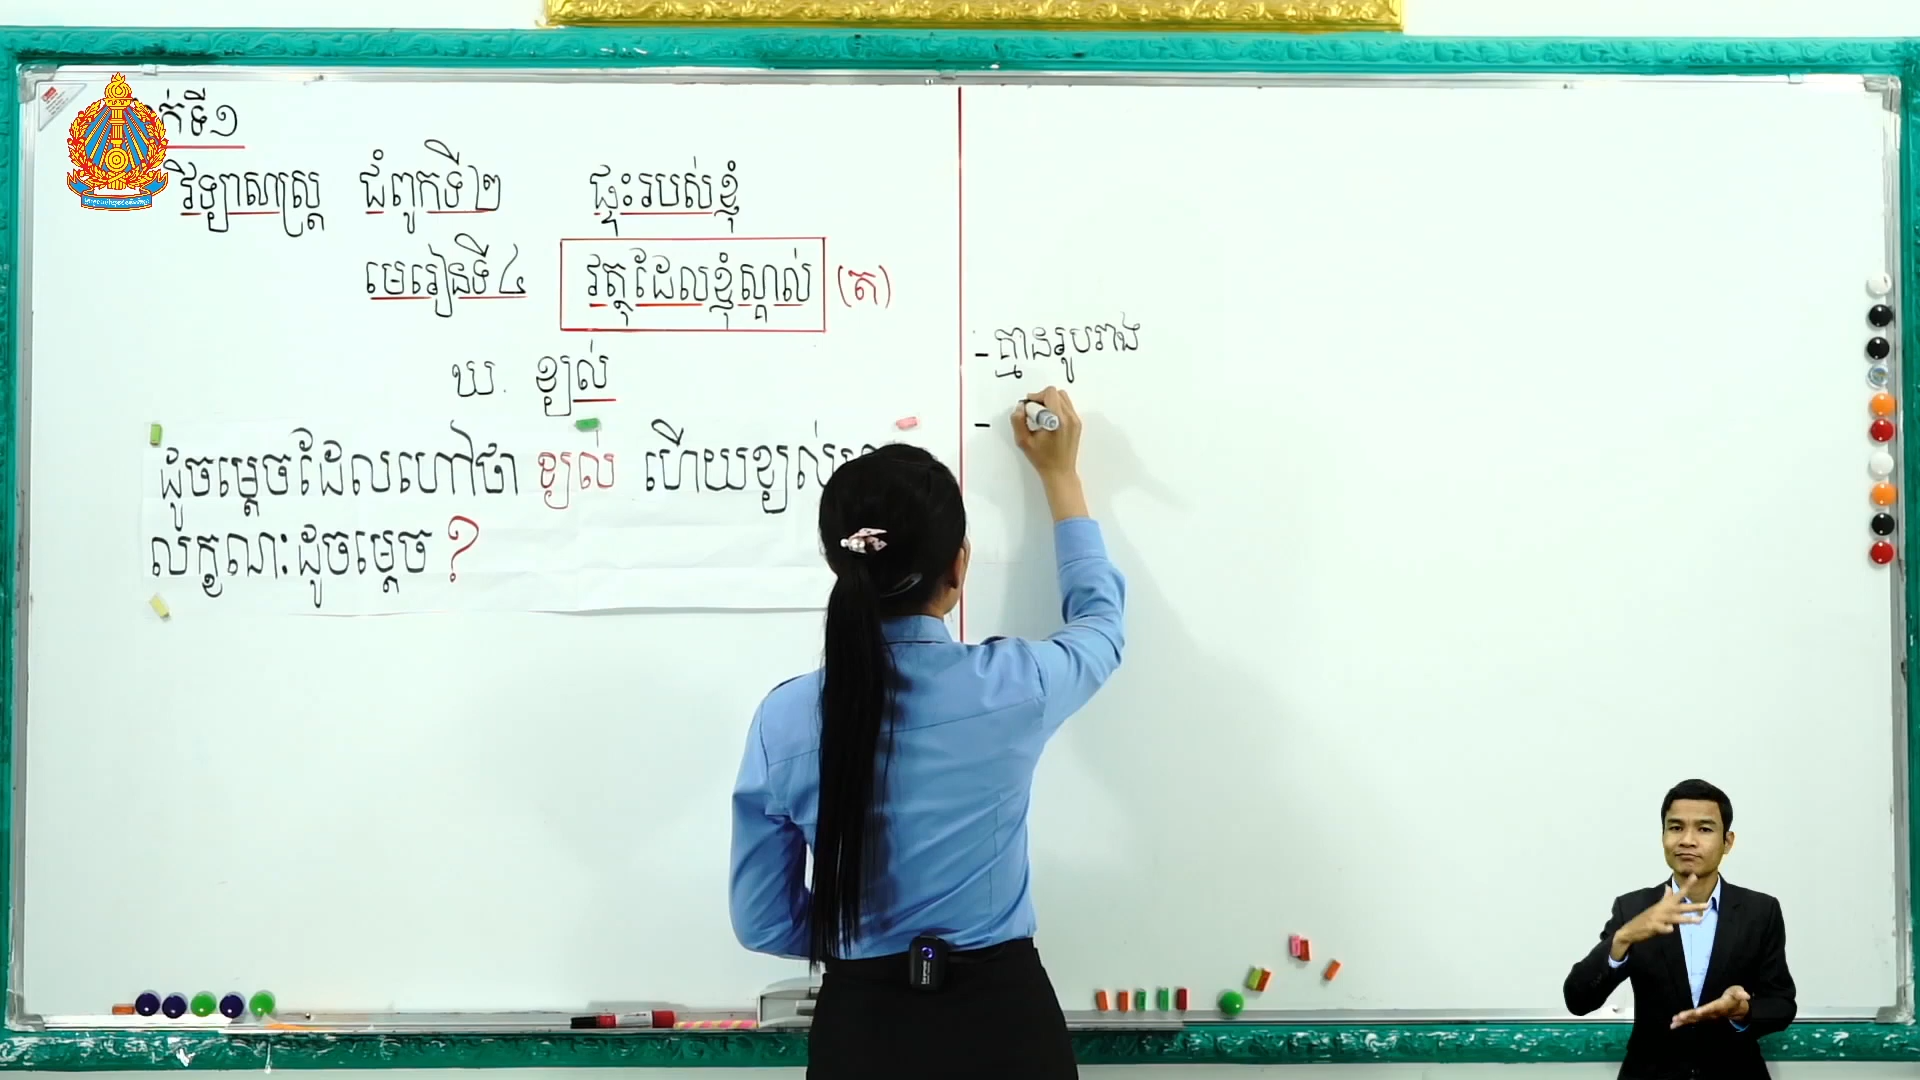 ក់ទី១
វិទ្យាសាស្ត្រ ជំពូកទី២ ផ្ទះរបស់ខ្ញុំ
មេរៀនទី៤ វត្ថុដែលខ្ញុំស្គាល់ (ត)
ឃ. ខ្យល់
ដូចម្តេចដែលហៅថា ខ្យល់ ហើយខ្យល់
លក្ខណៈដូចម្តេច ?
- គ្មានរូបរាង
-